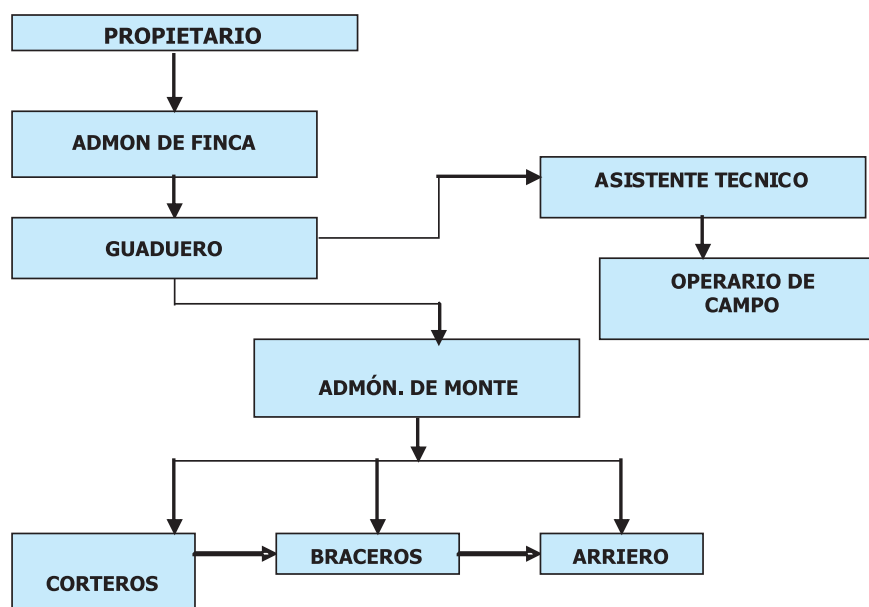 PROPIETARIO
ADMON DE FINCA
ASISTENTE TECNICO
GUADUERO
OPERARIO DE
CAMPO
ADMÓN. DE MONTE
CORTEROS
BRACEROS
ARRIERO